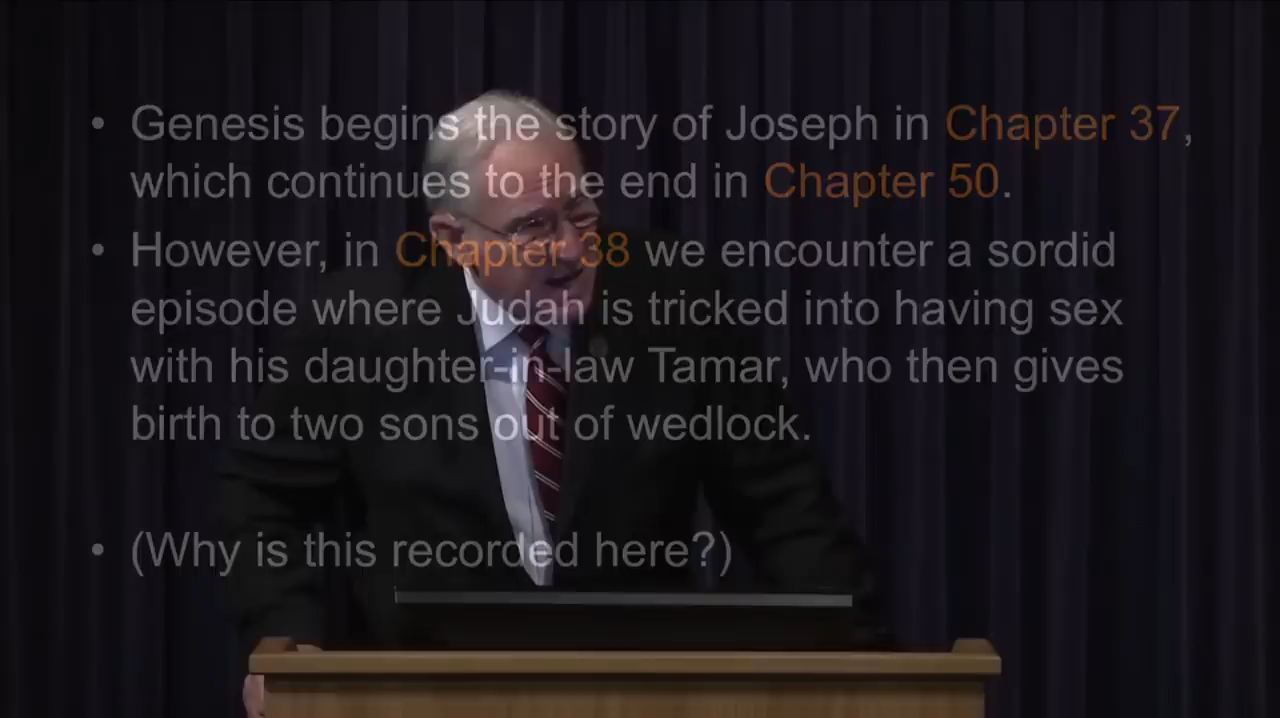 • Genesis begins the story of Joseph in Chapter 37,
which continues to the end in Chapter 50.
• However, in Chapter 38 we encounter a sordid
episode where Judah is tricked into having sex
with his daughter-in-law Tamar, who then gives
birth to two sons out of wedlock.
• (Why is this recorded here?)